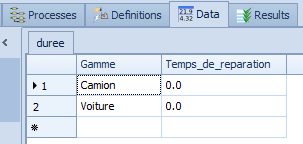 Processes Definitions Data Results
duree
Gamme Temps_de_reparation
1 Camion 0.0
2 Voiture 0.0
*